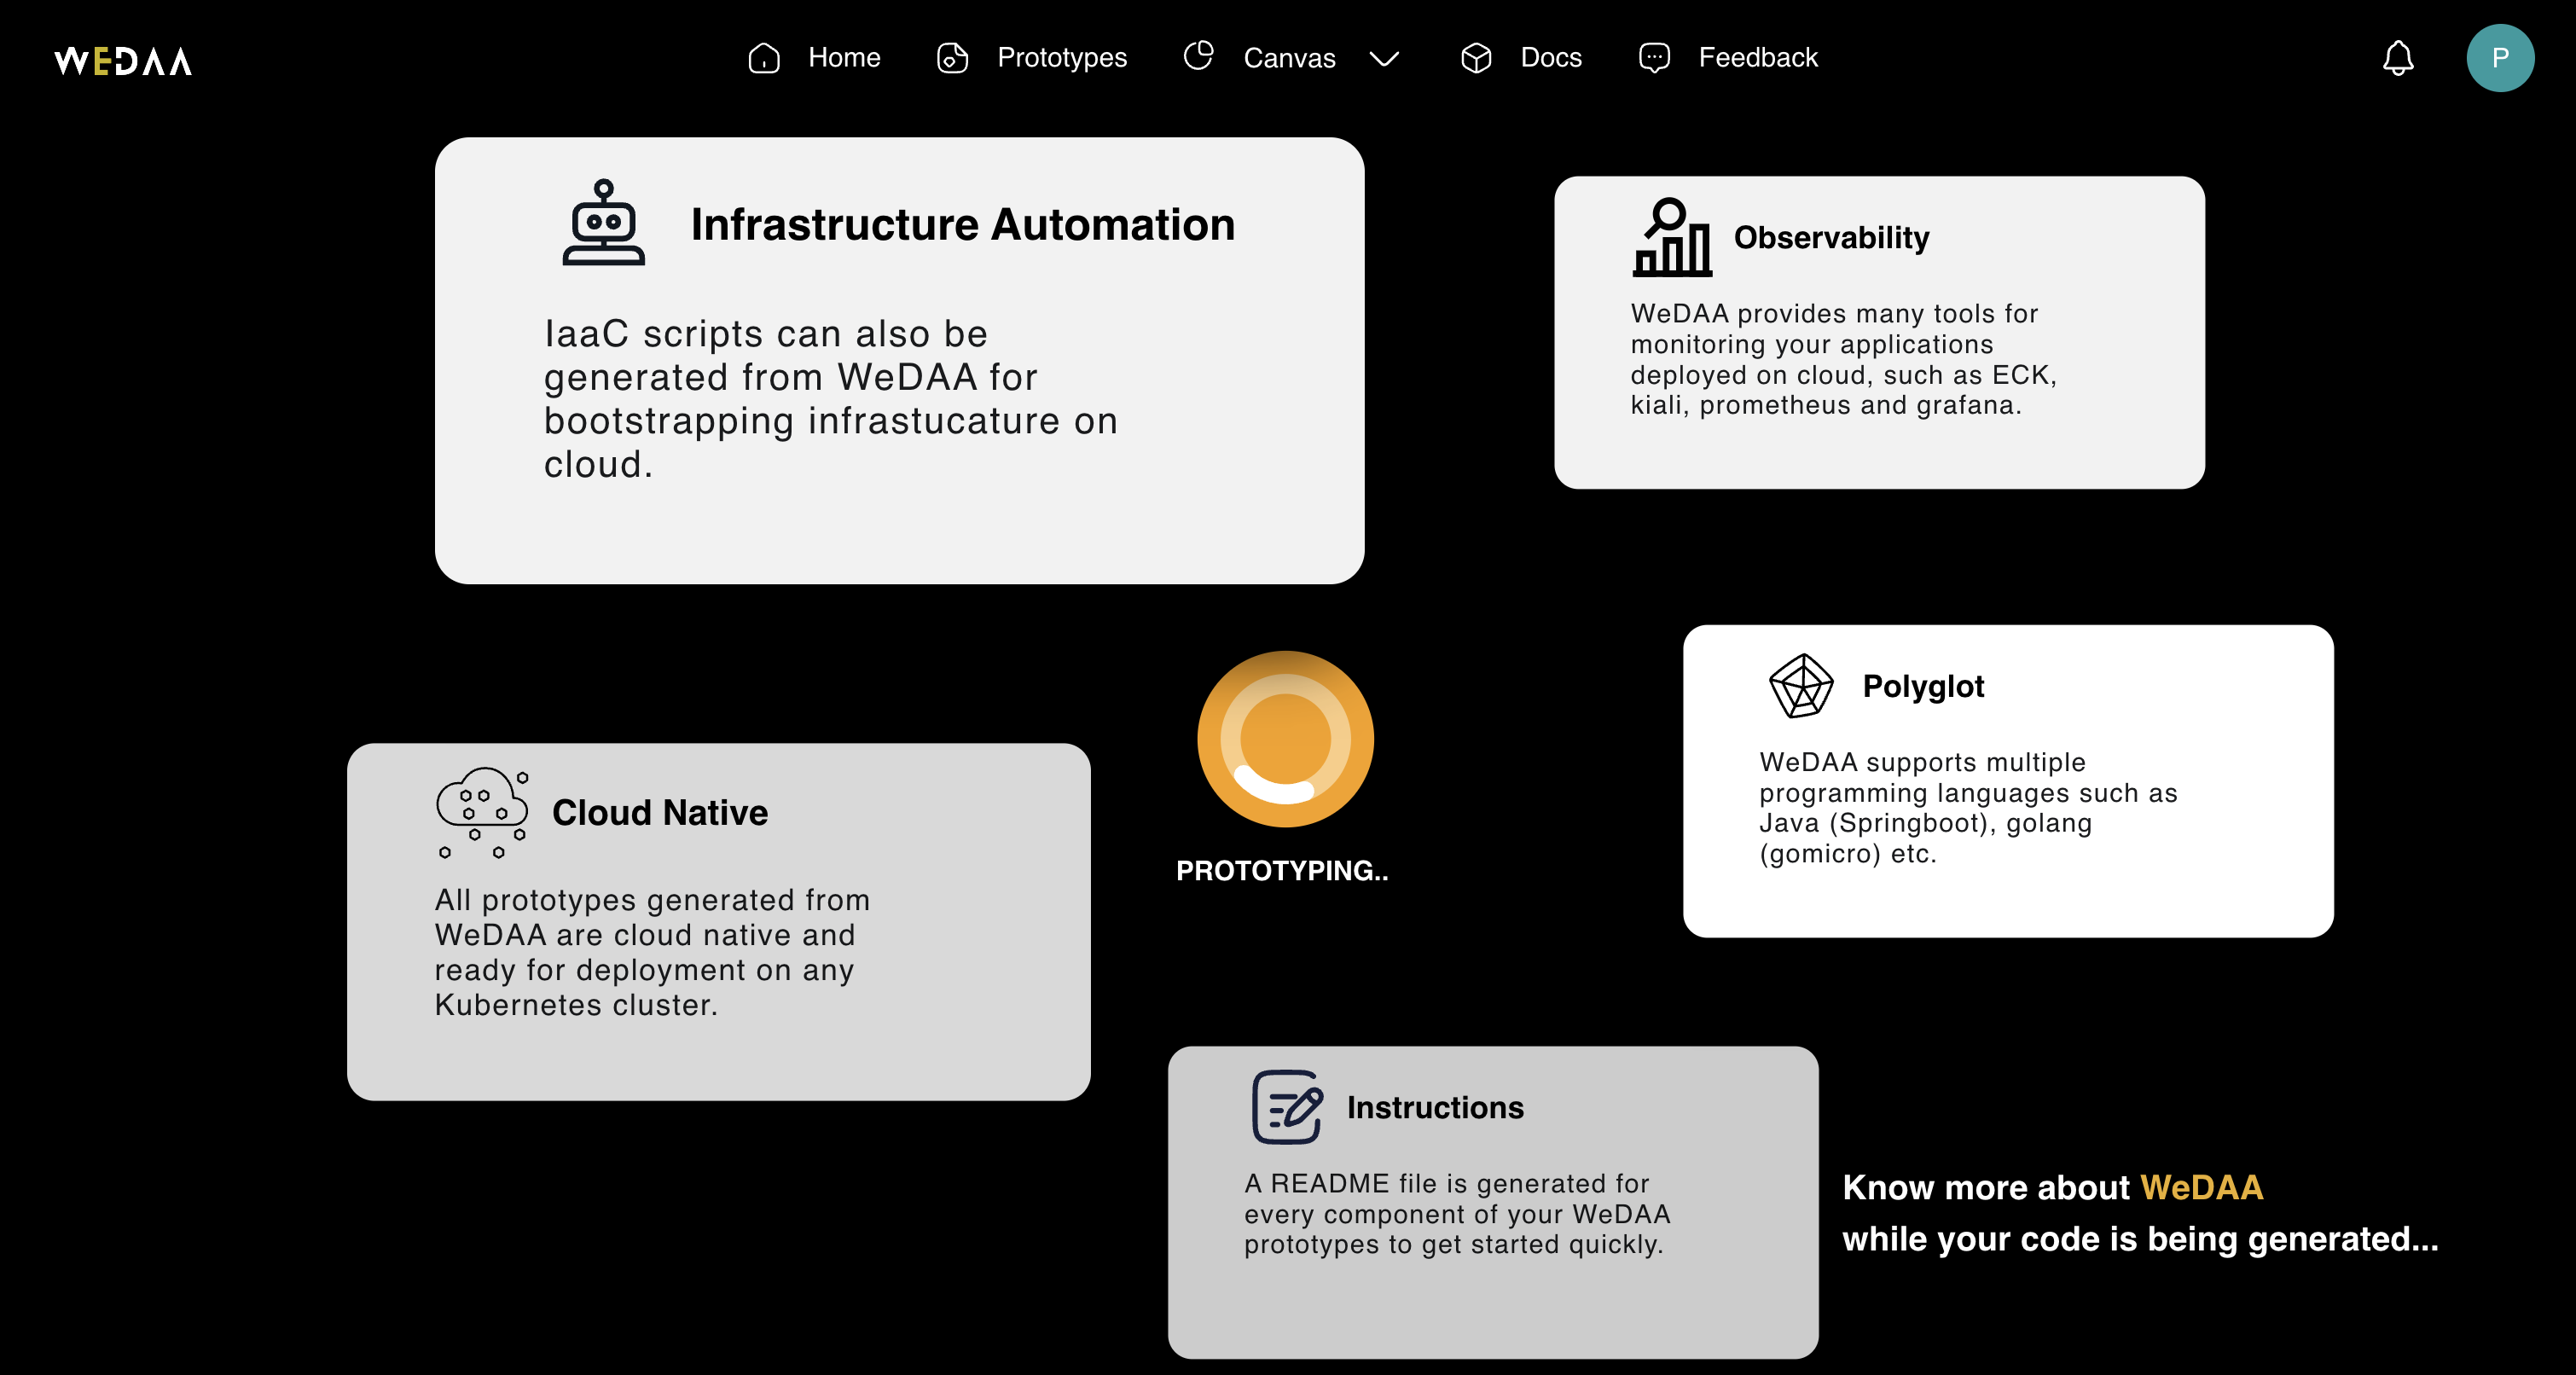 WEDAA
Home Prototypes Canvas Docs Feedback
P
Infrastructure Automation
IaaC scripts can also be
generated from WeDAA for
bootstrapping infrastucature on
cloud.
Observability
WeDAA provides many tools for
monitoring your applications
deployed on cloud, such as ECK,
kiali, prometheus and grafana.
Polyglot
WeDAA supports multiple
programming languages such as
Java (Springboot), golang
(gomicro) etc.
PROTOTYPING..
Cloud Native
All prototypes generated from
WeDAA are cloud native and
ready for deployment on any
Kubernetes cluster.
Instructions
A README file is generated for
every component of your WeDAA
prototypes to get started quickly.
Know more about WeDAA
while your code is being generated...